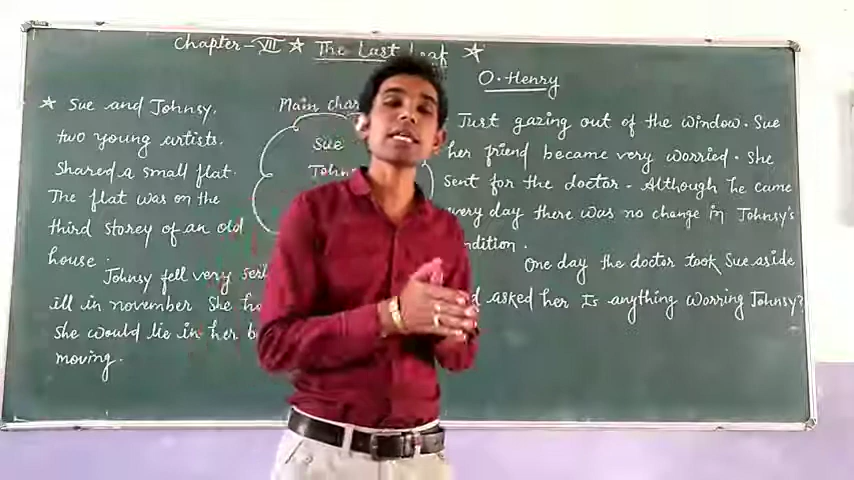 Chapter-VII ★ The Last Leaf ★
O. Henry
★ Sue and Johnsy,
two young artists.
Shared a small flat.
The flat was on the
third storey of an old
house.
Johnsy fell very
ill in november She
she would lie in her
moving.
Main
Sue
Just gazing out of the window. Sue
her friend became very worried. She
Sent for the doctor. Although he came
every day there was no change in Johnsy's
One day the doctor took Sue aside
asked her Is anything worring Johnsy?